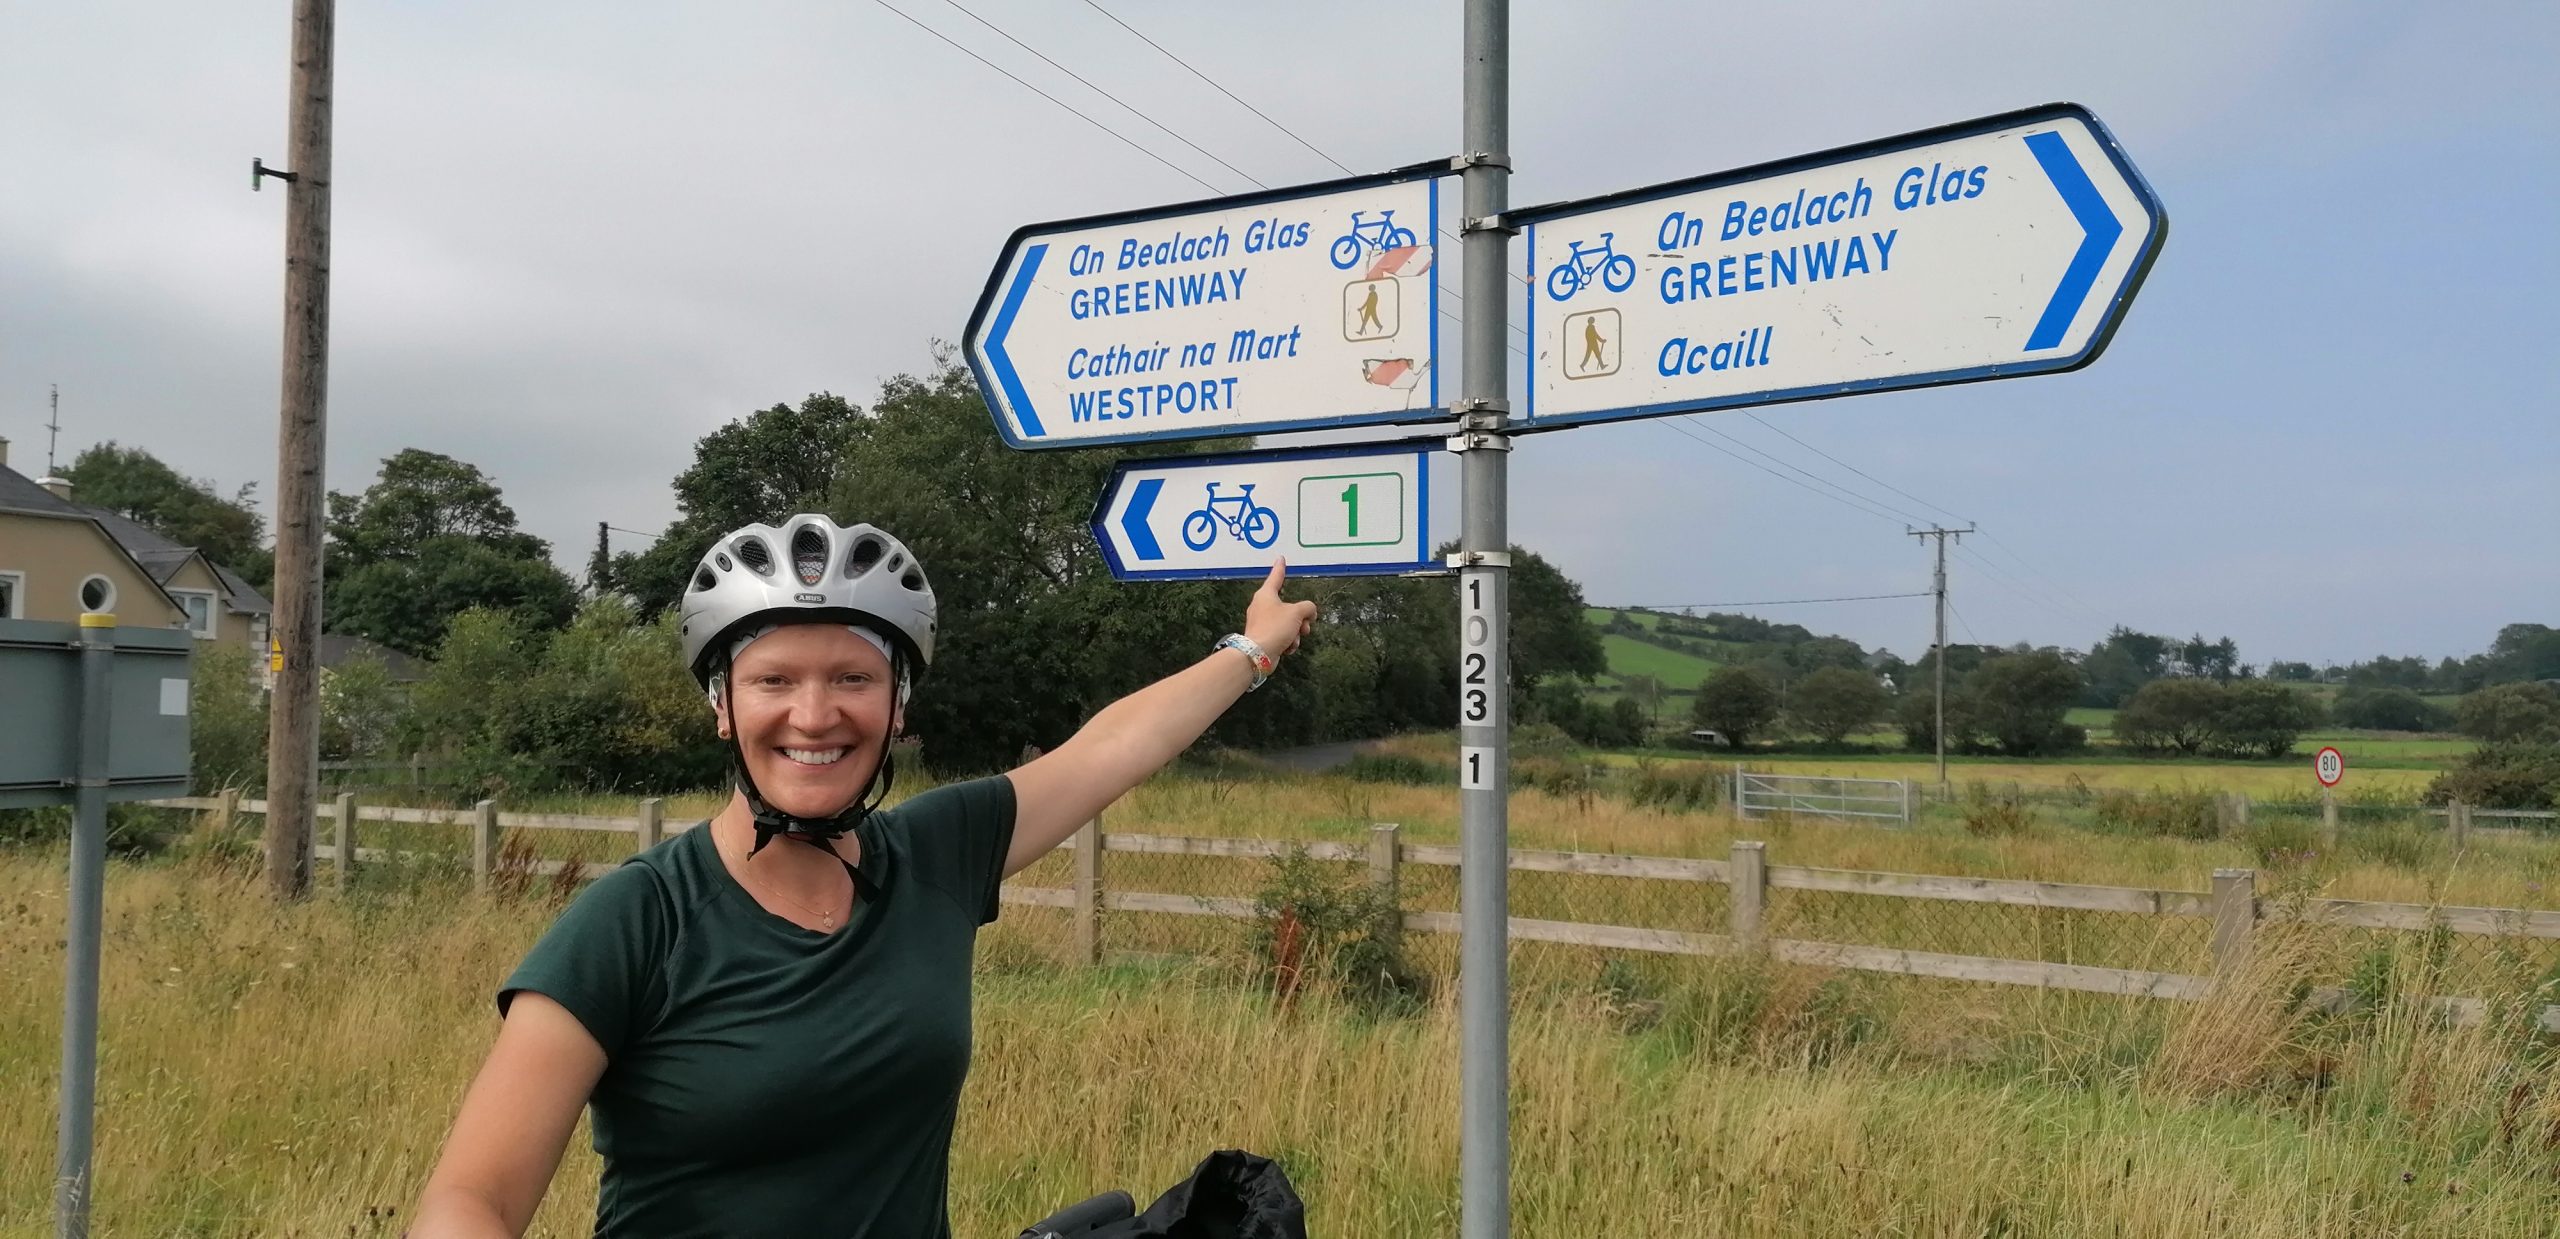 An Bealach Glas
GREENWAY
Cathair na Mart
WESTPORT
An Bealach Glas
GREENWAY
Acaill
1
1
0
2
3
1
ABUS
80